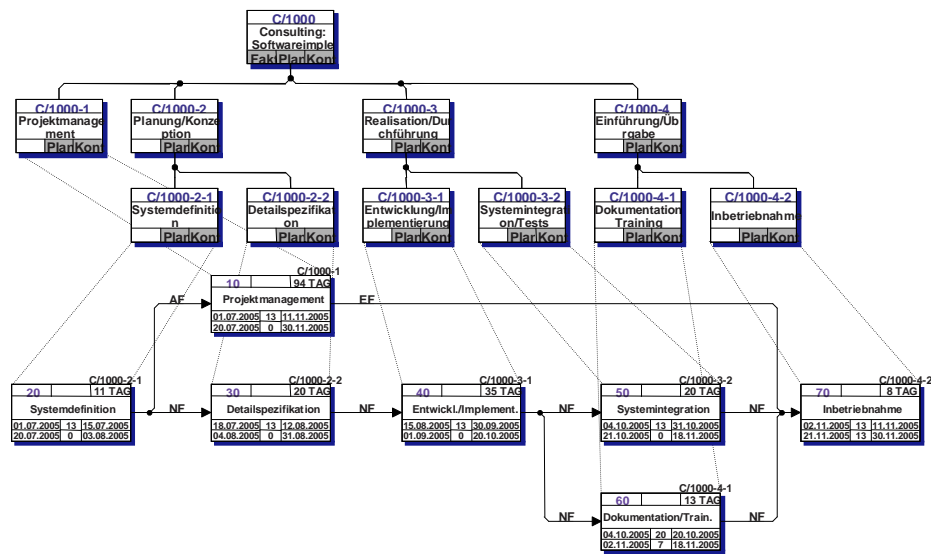 C/1000
Consulting:
Softwareimple
Fakt Plan Kont
C/1000-1
Projektmanage
ment
Plan Kont
C/1000-2
Planung/Konze
ption
Plan Kont
C/1000-3
Realisation/Du
chführung
Plan Kont
C/1000-4
Einführung/Üb
rgabe
Plan Kont
C/1000-2-1
Systemdefinitio
n
Plan Kont
C/1000-2-2
Detailspezifikat
on
Plan Kont
C/1000-3-1
Entwicklung/Im
plementierung
Plan Kont
C/1000-3-2
Systemintegrat
on/Tests
Plan Kont
C/1000-4-1
Dokumentation
Training
Plan Kont
C/1000-4-2
Inbetriebnahme
Plan Kont
C/1000-1
10 94 TAG
Projektmanagement
01.07.2005 13 11.11.2005
20.07.2005 0 30.11.2005
AF
EF
C/1000-2-1
20 11 TAG
Systemdefinition
01.07.2005 13 15.07.2005
20.07.2005 0 03.08.2005
NF
C/1000-2-2
30 20 TAG
Detailspezifikation
18.07.2005 13 12.08.2005
04.08.2005 0 31.08.2005
NF
C/1000-3-1
40 35 TAG
Entwickl./Implement.
15.08.2005 13 30.09.2005
01.09.2005 0 20.10.2005
NF
C/1000-3-2
50 20 TAG
Systemintegration
04.10.2005 13 31.10.2005
21.10.2005 0 18.11.2005
NF
C/1000-4-2
70 8 TAG
Inbetriebnahme
02.11.2005 13 11.11.2005
21.11.2005 13 30.11.2005
NF
C/1000-4-1
60 13 TAG
Dokumentation/Train.
04.10.2005 20 20.10.2005
02.11.2005 7 18.11.2005
NF